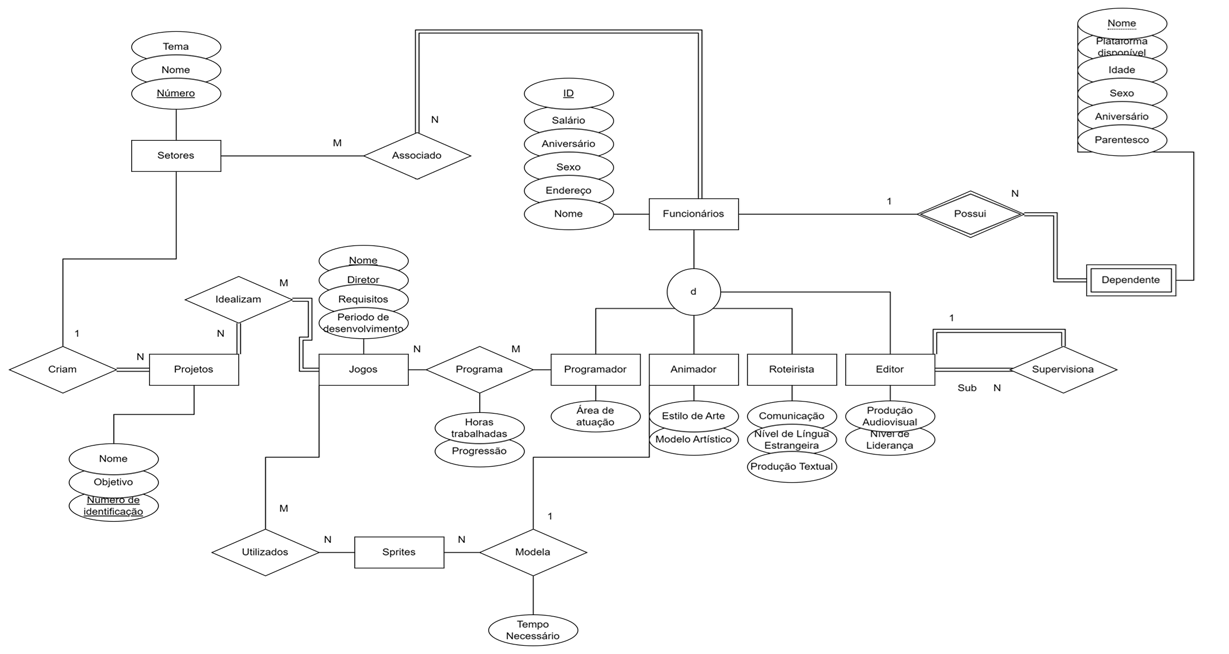 Nome
Plataforma
disponível
Idade
Sexo
Aniversário
Parentesco
Tema
Nome
Número
Setores
M
N
Associado
ID
Salário
Aniversário
Sexo
Endereço
Nome
Funcionários
1
Possui
N
Dependente
d
Idealizam
M
N
Nome
Diretor
Requisitos
Periodo de
desenvolvimento
1
Criam
N
Projetos
Jogos
N
Programa
M
Programador
Animador
Roteirista
Editor
1
Supervisiona
Sub
N
Horas
trabalhadas
Progressão
Área de
atuação
Estilo de Arte
Modelo Artístico
Comunicação
Nível de Língua
Estrangeira
Produção Textual
Produção
Audiovisual
Nível de
Liderança
Nome
Objetivo
Número de
identificação
M
Utilizados
N
Sprites
N
Modela
1
Tempo
Necessário